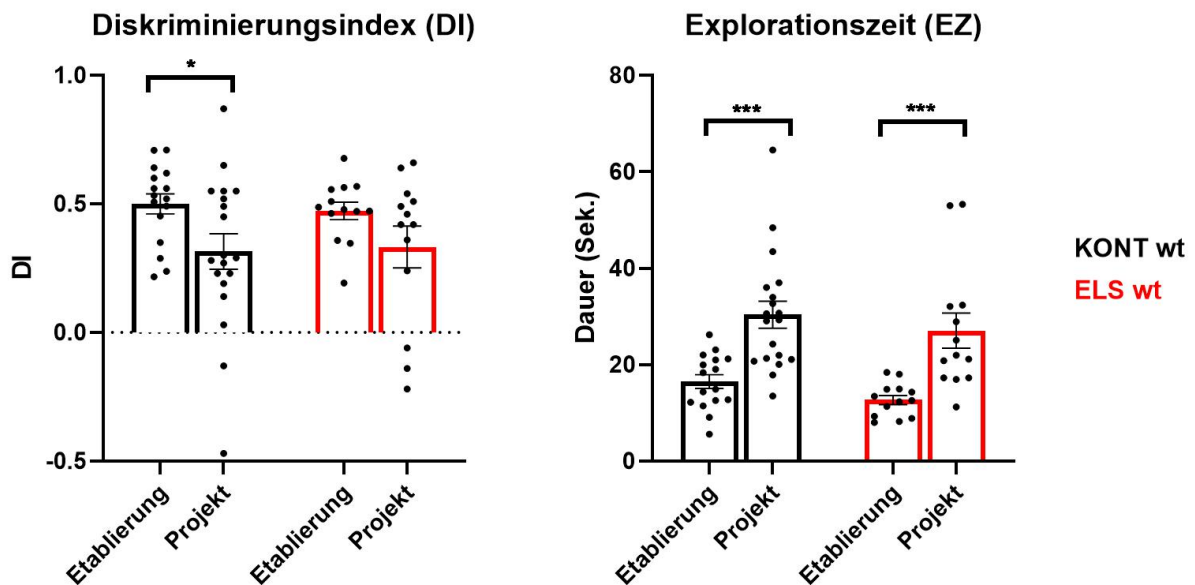 Diskriminierungsindex (DI)
1.0
0.5
0.0
-0.5
DI
*
Etablierung
Projekt
Etablierung
Projekt
Explorationszeit (EZ)
80
60
40
20
0
Dauer (Sek.)
***
***
Etablierung
Projekt
Etablierung
Projekt
KONT wt
ELS wt